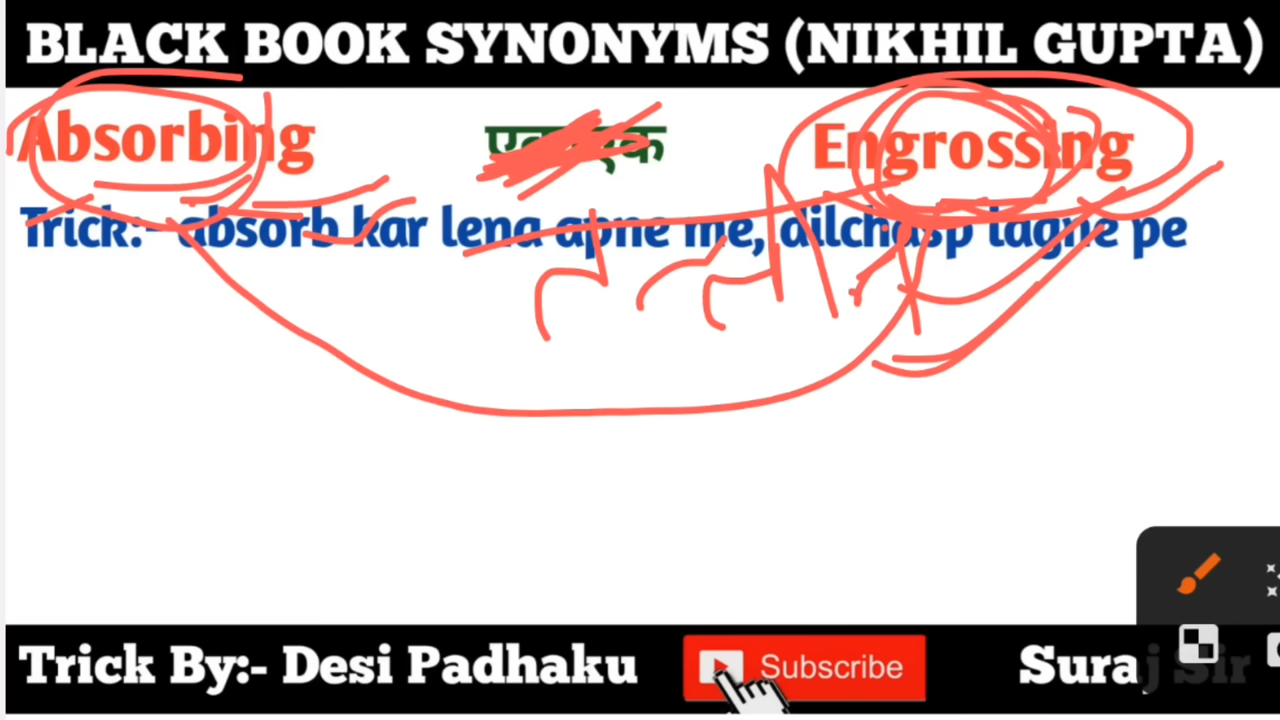 BLACK BOOK SYNONYMS (NIKHIL GUPTA)
Absorbing Engrossing
Trick:- absorb kar lena apne me, dilchasp lagne pe
Trick By:- Desi Padhaku Subscribe Suraj Sir